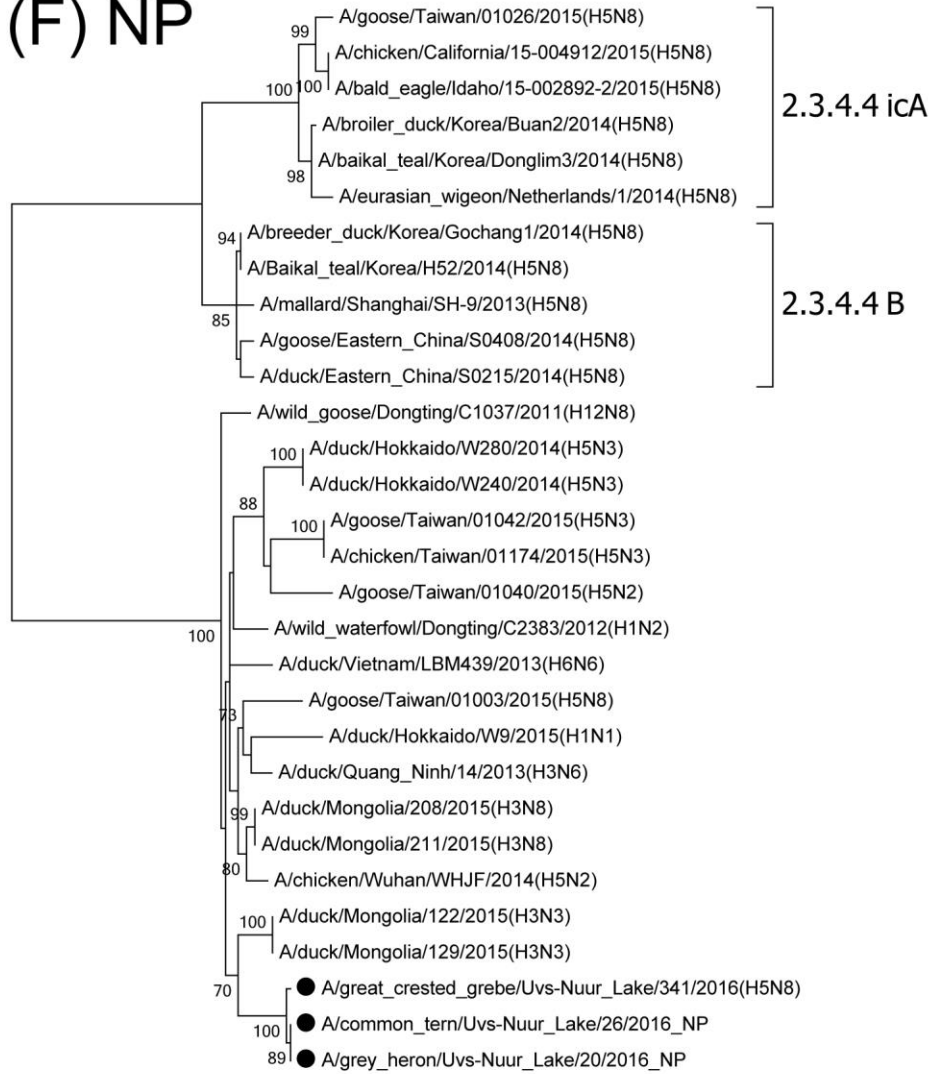 (F) NP
A/goose/Taiwan/01026/2015(H5N8)
99
A/chicken/California/15-004912/2015(H5N8)
100
100
A/bald_eagle/Idaho/15-002892-2/2015(H5N8)
2.3.4.4 icA
A/broiler_duck/Korea/Buan2/2014(H5N8)
A/baikal_teal/Korea/Donglim3/2014(H5N8)
98
A/eurasian_wigeon/Netherlands/1/2014(H5N8)
A/breeder_duck/Korea/Gochang1/2014(H5N8)
94
A/Baikal_teal/Korea/H52/2014(H5N8)
A/mallard/Shanghai/SH-9/2013(H5N8)
2.3.4.4 B
85
A/goose/Eastern_China/S0408/2014(H5N8)
A/duck/Eastern_China/S0215/2014(H5N8)
A/wild_goose/Dongting/C1037/2011(H12N8)
A/duck/Hokkaido/W280/2014(H5N3)
100
A/duck/Hokkaido/W240/2014(H5N3)
88
A/goose/Taiwan/01042/2015(H5N3)
100
A/chicken/Taiwan/01174/2015(H5N3)
A/goose/Taiwan/01040/2015(H5N2)
A/wild_waterfowl/Dongting/C2383/2012(H1N2)
100
A/duck/Vietnam/LBM439/2013(H6N6)
A/goose/Taiwan/01003/2015(H5N8)
73
A/duck/Hokkaido/W9/2015(H1N1)
A/duck/Quang_Ninh/14/2013(H3N6)
A/duck/Mongolia/208/2015(H3N8)
99
A/duck/Mongolia/211/2015(H3N8)
80
A/chicken/Wuhan/WHJF/2014(H5N2)
A/duck/Mongolia/122/2015(H3N3)
100
A/duck/Mongolia/129/2015(H3N3)
70
A/great_crested_grebe/Uvs-Nuur_Lake/341/2016(H5N8)
100
A/common_tern/Uvs-Nuur_Lake/26/2016_NP
89
A/grey_heron/Uvs-Nuur_Lake/20/2016_NP